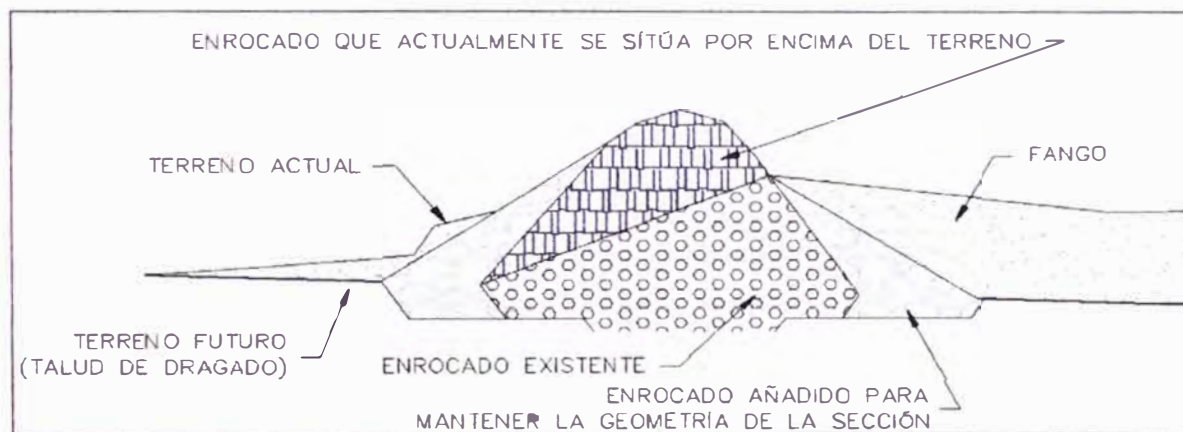 ENROCADO QUE ACTUALMENTE SE SÍTÚA POR ENCIMA DEL TERRENO
TERRENO ACTUAL
FANGO
TERRENO FUTURO
(TALUD DE DRAGADO)
ENROCADO EXISTENTE
ENROCADO AÑADIDO PARA
MANTENER LA GEOMETRÍA DE LA SECCIÓN